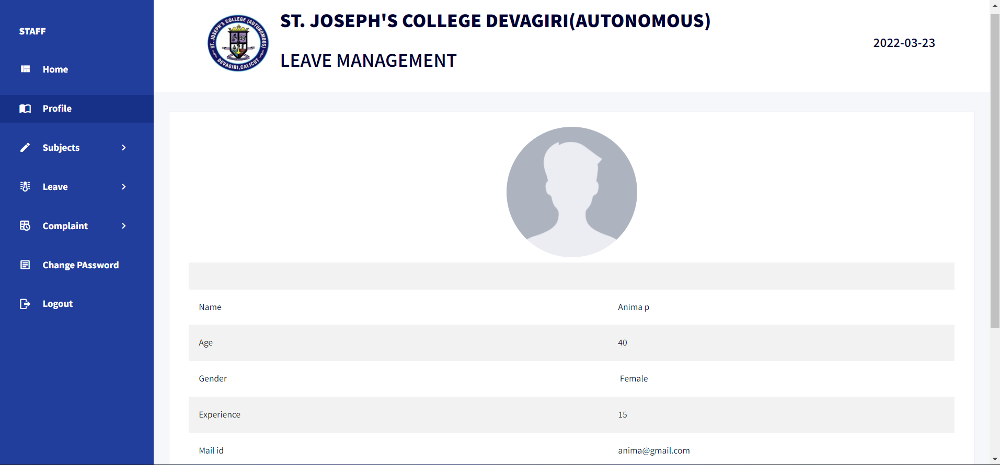 STAFF
Home
Profile
Subjects
Leave
Complaint
Change PAssword
Logout
ST. JOSEPH'S COLLEGE (AUTONOMOUS)
DEVAGIRI, CALICUT
ST. JOSEPH'S COLLEGE DEVAGIRI(AUTONOMOUS)
LEAVE MANAGEMENT
2022-03-23
Name Anima p
Age 40
Gender Female
Experience 15
Mail id anima@gmail.com